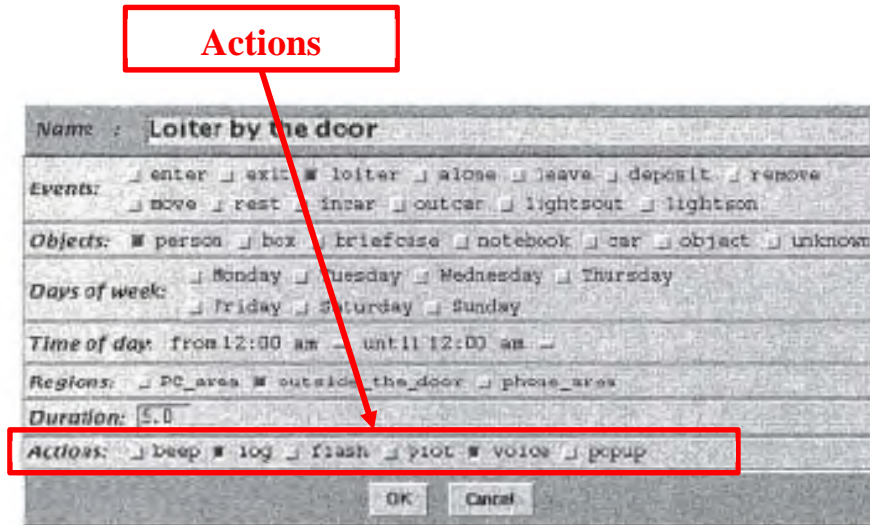 Actions
Name : Loiter by the door
Events: enter exit loiter alone leave deposit remove
move rest incar outcar lightsout lightson
Objects: person box briefcase notebook car object unknown
Days of week: Monday Tuesday Wednesday Thursday
Friday Saturday Sunday
Time of day: from 12:00 am until 12:00 am
Regions: PC_area outside_the_door phone_area
Duration: 5.0
Actions: beep log flash plot voice popup
OK Cancel